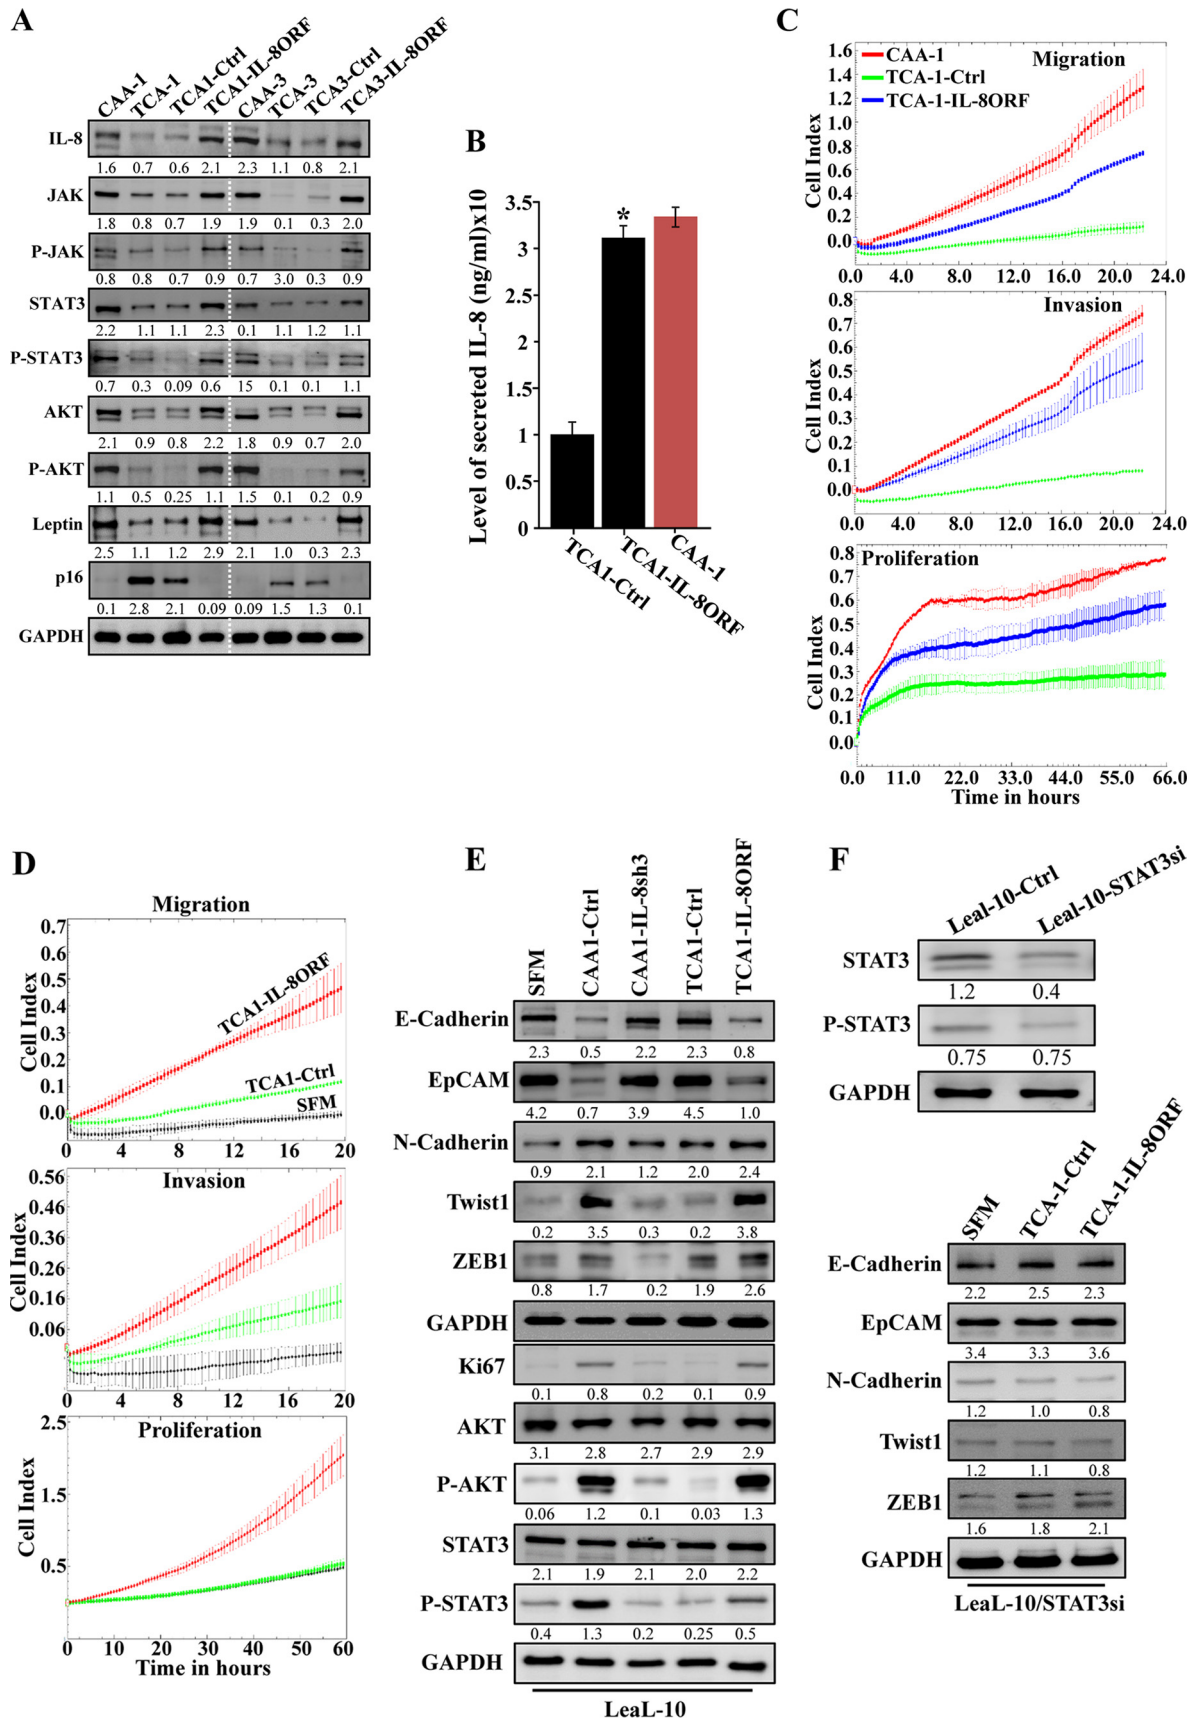 A
CAA-1 TCA-1 TCA1-Ctrl TCA1-IL-8ORF CAA-3 TCA-3 TCA3-Ctrl TCA3-IL-8ORF
IL-8
1.6 0.7 0.6 2.1 2.3 1.1 0.8 2.1
JAK
1.8 0.8 0.7 1.9 1.9 0.1 0.3 2.0
P-JAK
0.8 0.8 0.7 0.9 0.7 3.0 0.3 0.9
STAT3
2.2 1.1 1.1 2.3 0.1 1.1 1.2 1.1
P-STAT3
0.7 0.3 0.09 0.6 15 0.1 0.1 1.1
AKT
2.1 0.9 0.8 2.2 1.8 0.9 0.7 2.0
P-AKT
1.1 0.5 0.25 1.1 1.5 0.1 0.2 0.9
Leptin
2.5 1.1 1.2 2.9 2.1 1.0 0.3 2.3
p16
0.1 2.8 2.1 0.09 0.09 1.5 1.3 0.1
GAPDH
B
Level of secreted IL-8 (ng/ml)x10
3.5
3
2.5
2
1.5
1
0.5
0
*
TCA1-Ctrl
TCA1-IL-8ORF
CAA-1
C
Migration
CAA-1
TCA-1-Ctrl
TCA-1-IL-8ORF
Cell Index
1.6
1.4
1.2
1.0
0.8
0.6
0.4
0.2
0.0
0.0 4.0 8.0 12.0 16.0 20.0 24.0
Invasion
Cell Index
0.8
0.7
0.6
0.5
0.4
0.3
0.2
0.1
0.0
0.0 4.0 8.0 12.0 16.0 20.0 24.0
Proliferation
Cell Index
0.8
0.7
0.6
0.5
0.4
0.3
0.2
0.1
0.0
0.0 11.0 22.0 33.0 44.0 55.0 66.0
Time in hours
D
Migration
Cell Index
0.7
0.6
0.5
0.4
0.3
0.2
0.1
0.0
TCA1-IL-8ORF
TCA1-Ctrl
SFM
0 4 8 12 16 20
Invasion
Cell Index
0.56
0.46
0.36
0.26
0.16
0.06
0 4 8 12 16 20
Proliferation
Cell Index
2.5
1.5
0.5
0 10 20 30 40 50 60
Time in hours
E
SFM CAA1-Ctrl CAA1-IL-8sh3 TCA1-Ctrl TCA1-IL-8ORF
E-Cadherin
2.3 0.5 2.2 2.3 0.8
EpCAM
4.2 0.7 3.9 4.5 1.0
N-Cadherin
0.9 2.1 1.2 2.0 2.4
Twist1
0.2 3.5 0.3 0.2 3.8
ZEB1
0.8 1.7 0.2 1.9 2.6
GAPDH
Ki67
0.1 0.8 0.2 0.1 0.9
AKT
3.1 2.8 2.7 2.9 2.9
P-AKT
0.06 1.2 0.1 0.03 1.3
STAT3
2.1 1.9 2.1 2.0 2.2
P-STAT3
0.4 1.3 0.2 0.25 0.5
GAPDH
LeaL-10
F
Leal-10-Ctrl Leal-10-STAT3si
STAT3
1.2 0.4
P-STAT3
0.75 0.75
GAPDH
SFM TCA-1-Ctrl TCA-1-IL-8ORF
E-Cadherin
2.2 2.5 2.3
EpCAM
3.4 3.3 3.6
N-Cadherin
1.2 1.0 0.8
Twist1
1.2 1.1 0.8
ZEB1
1.6 1.8 2.1
GAPDH
LeaL-10/STAT3si